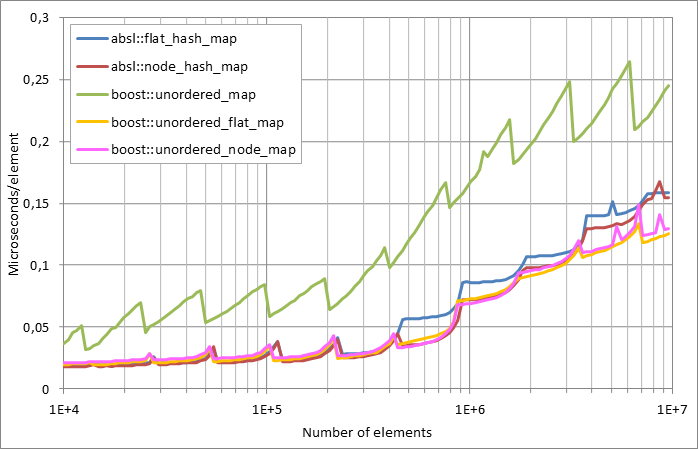 0,3
0,25
0,2
0,15
0,1
0,05
0
Microseconds/element
absl::flat_hash_map
absl::node_hash_map
boost::unordered_map
boost::unordered_flat_map
boost::unordered_node_map
1E+4
1E+5
1E+6
1E+7
Number of elements